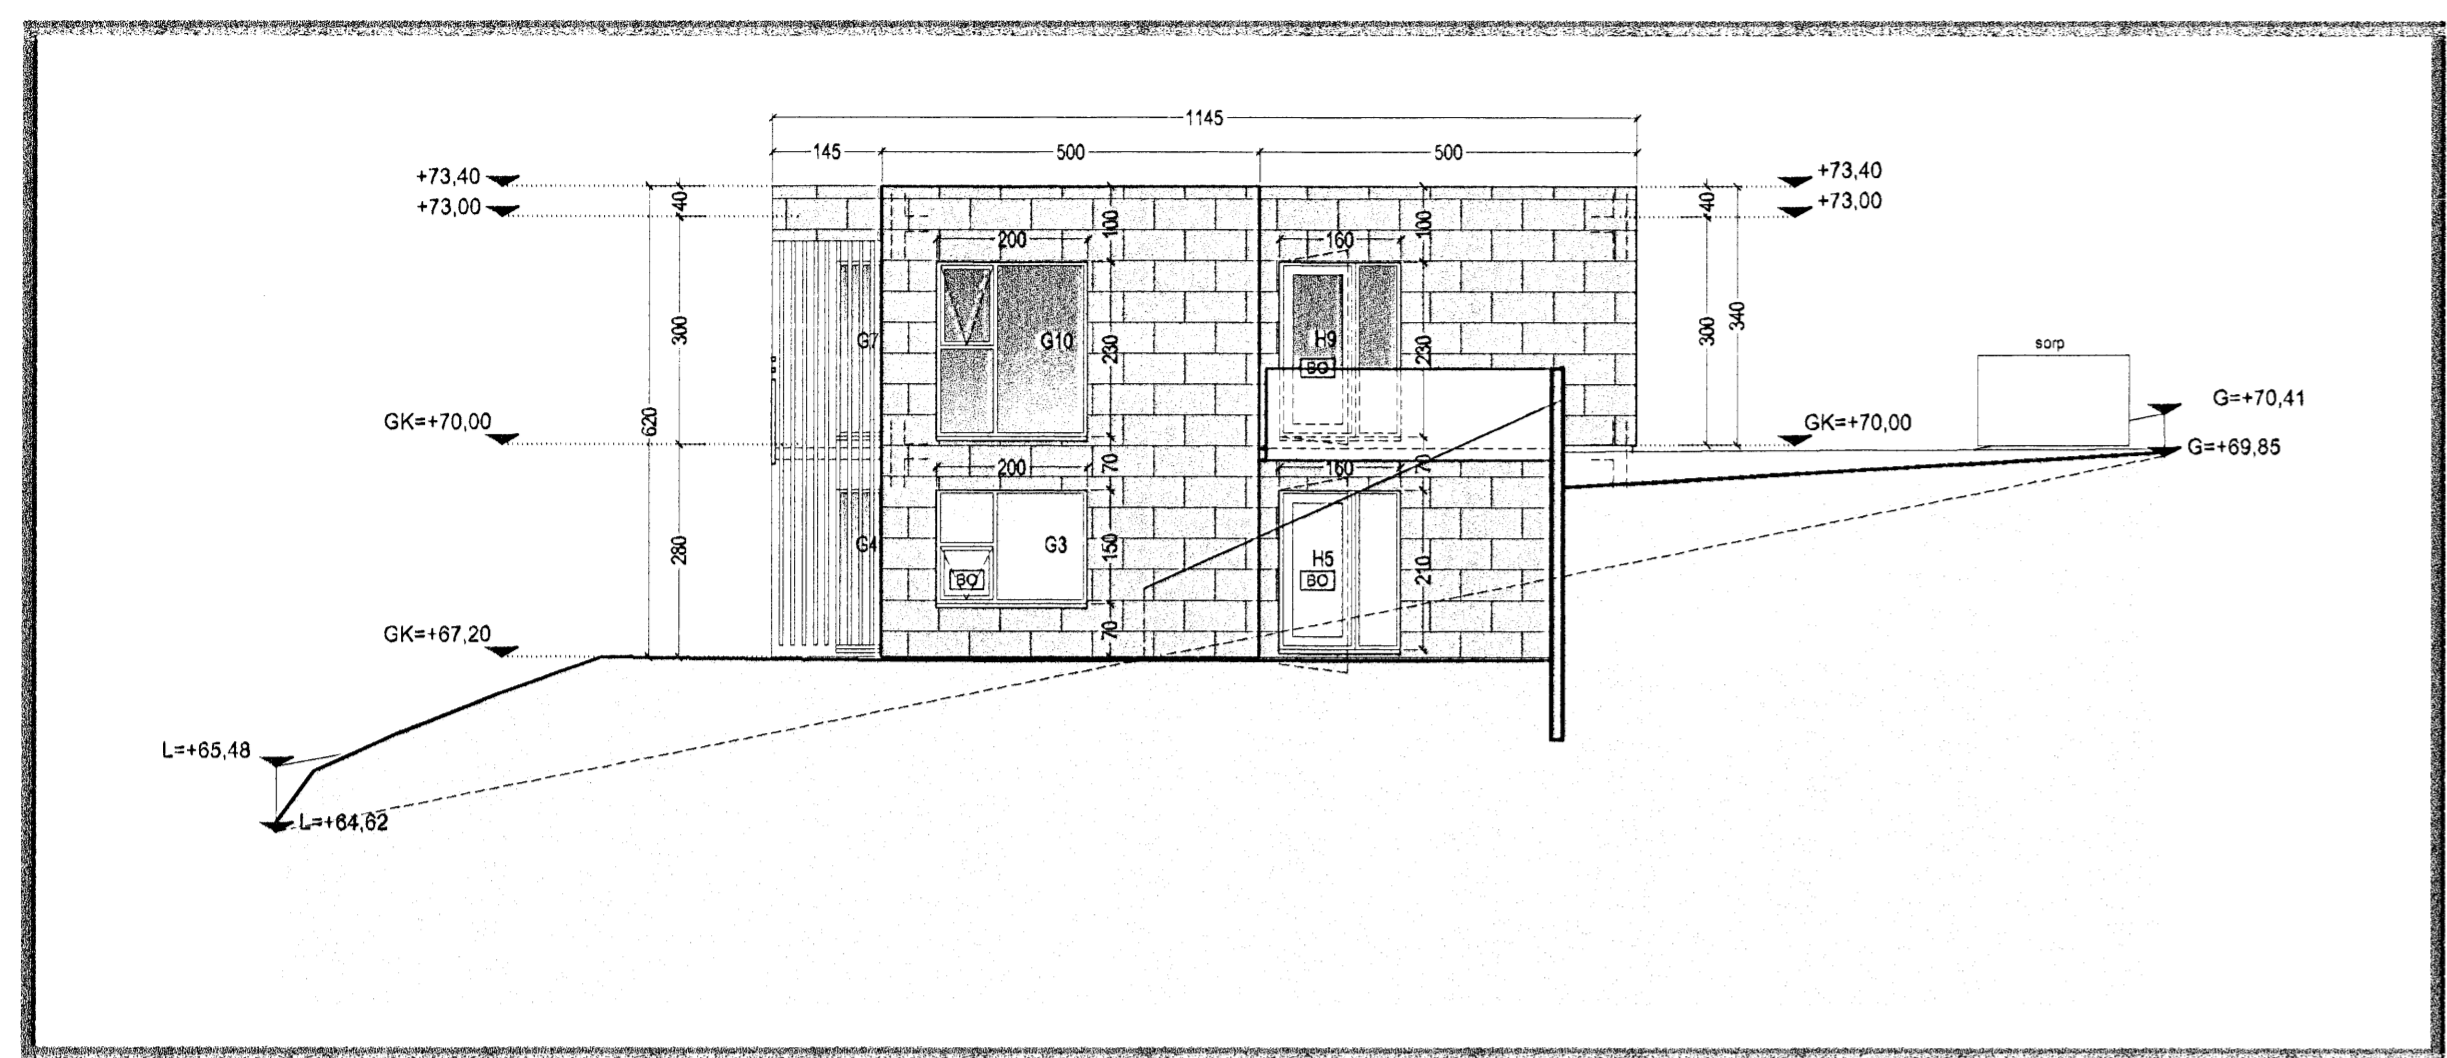 1145
145 500 500
+73,40 +73,40
+73,00 +73,00
40 100 100 40
200 160
300 G7 G10 230 H9 230 300 340
BO
sorp
620
GK=+70,00 GK=+70,00 G=+70,41
G=+69,85
200 70 160 70
280 G4 G3 150 H5 210
BO BO
GK=+67,20 70
L=+65,48
L=+64,62